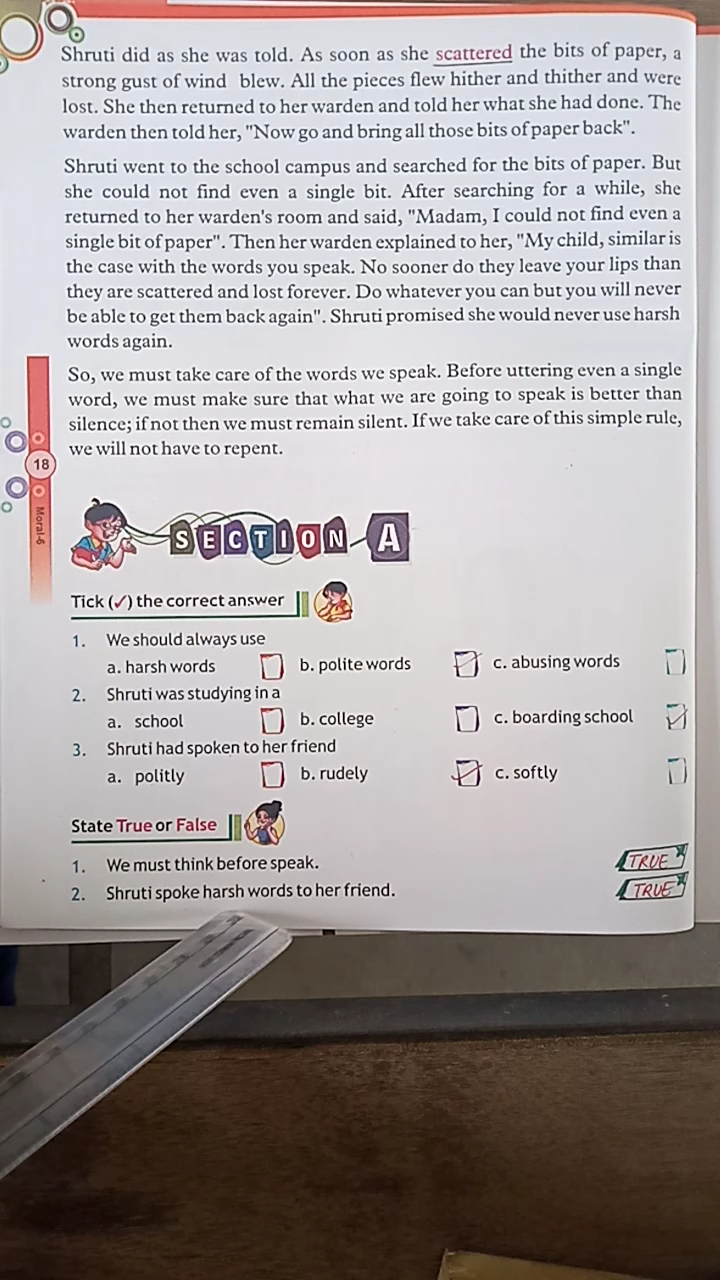 Shruti did as she was told. As soon as she scattered the bits of paper, a
strong gust of wind blew. All the pieces flew hither and thither and were
lost. She then returned to her warden and told her what she had done. The
warden then told her, "Now go and bring all those bits of paper back".
Shruti went to the school campus and searched for the bits of paper. But
she could not find even a single bit. After searching for a while, she
returned to her warden's room and said, "Madam, I could not find even a
single bit of paper". Then her warden explained to her, "My child, similar is
the case with the words you speak. No sooner do they leave your lips than
they are scattered and lost forever. Do whatever you can but you will never
be able to get them back again". Shruti promised she would never use harsh
words again.
So, we must take care of the words we speak. Before uttering even a single
word, we must make sure that what we are going to speak is better than
silence; if not then we must remain silent. If we take care of this simple rule,
we will not have to repent.
18
Moral-6
SECTION A
Tick (✓) the correct answer
1. We should always use
a. harsh words b. polite words c. abusing words
2. Shruti was studying in a
a. school b. college c. boarding school
3. Shruti had spoken to her friend
a. politly b. rudely c. softly
State True or False
1. We must think before speak. TRUE
2. Shruti spoke harsh words to her friend. TRUE